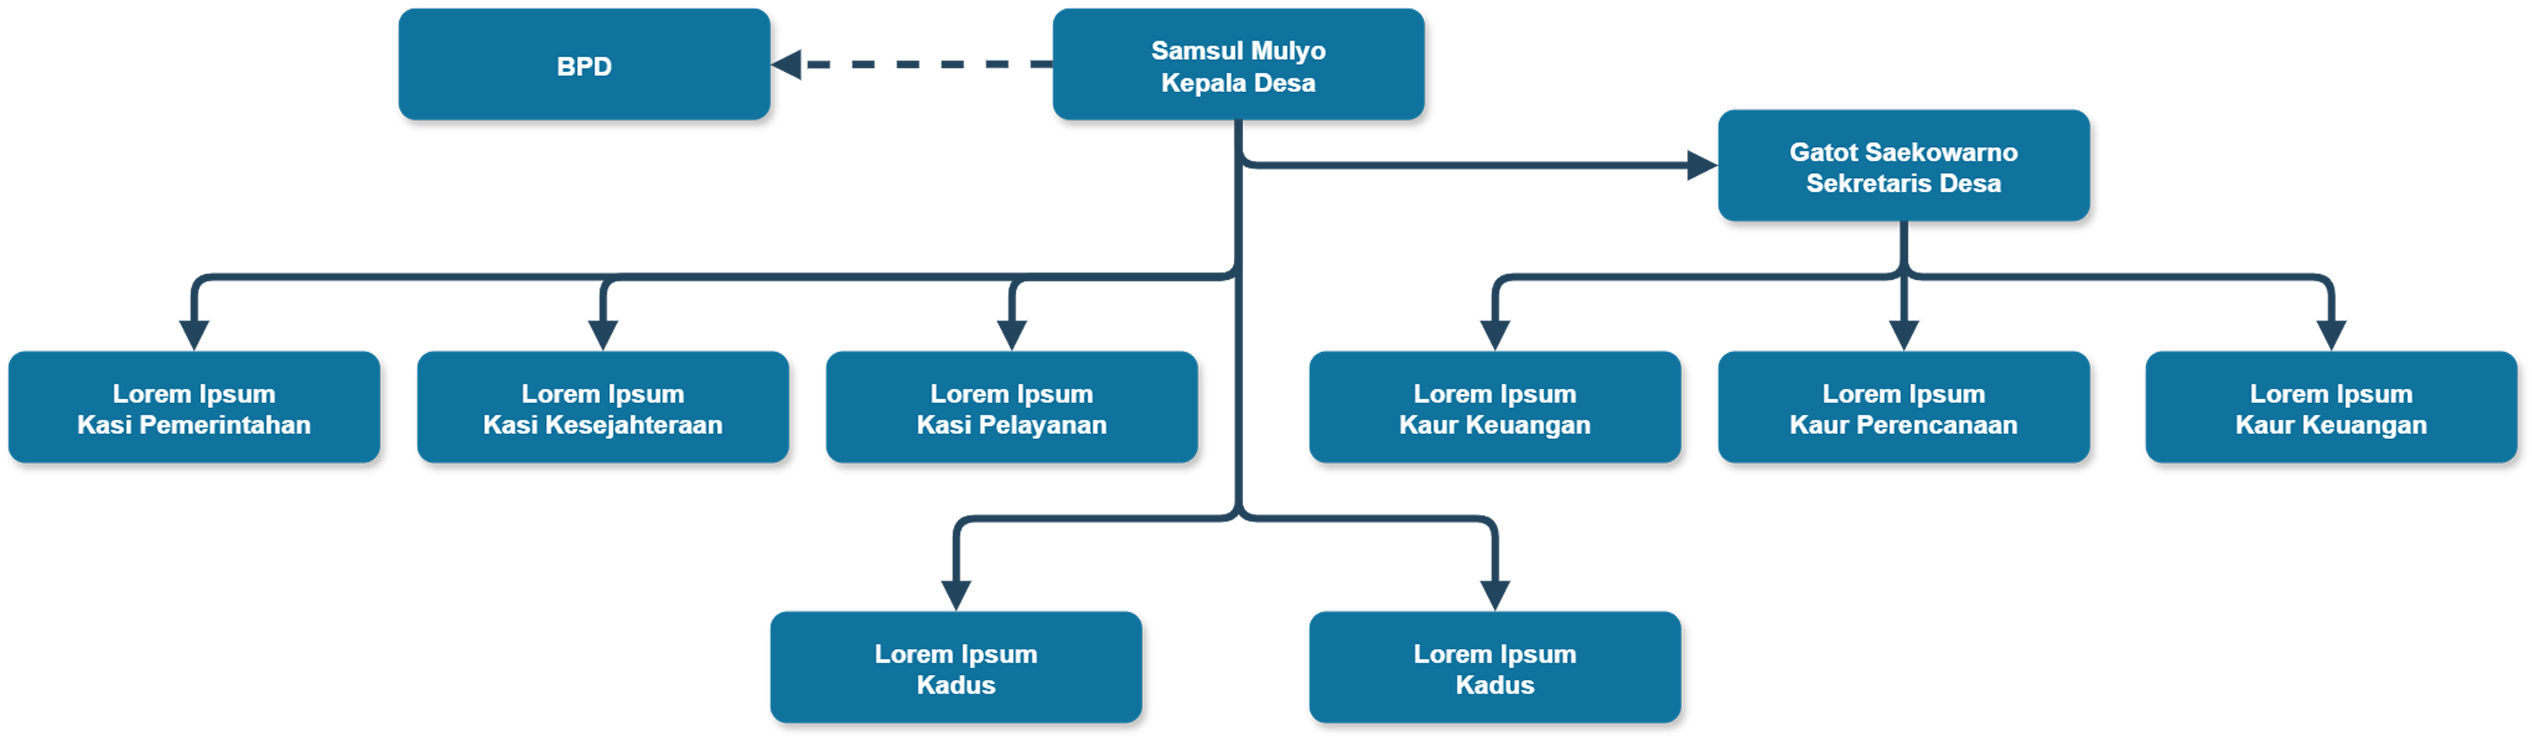 BPD
Samsul Mulyo
Kepala Desa
Gatot Saekowarno
Sekretaris Desa
Lorem Ipsum
Kasi Pemerintahan
Lorem Ipsum
Kasi Kesejahteraan
Lorem Ipsum
Kasi Pelayanan
Lorem Ipsum
Kaur Keuangan
Lorem Ipsum
Kaur Perencanaan
Lorem Ipsum
Kaur Keuangan
Lorem Ipsum
Kadus
Lorem Ipsum
Kadus